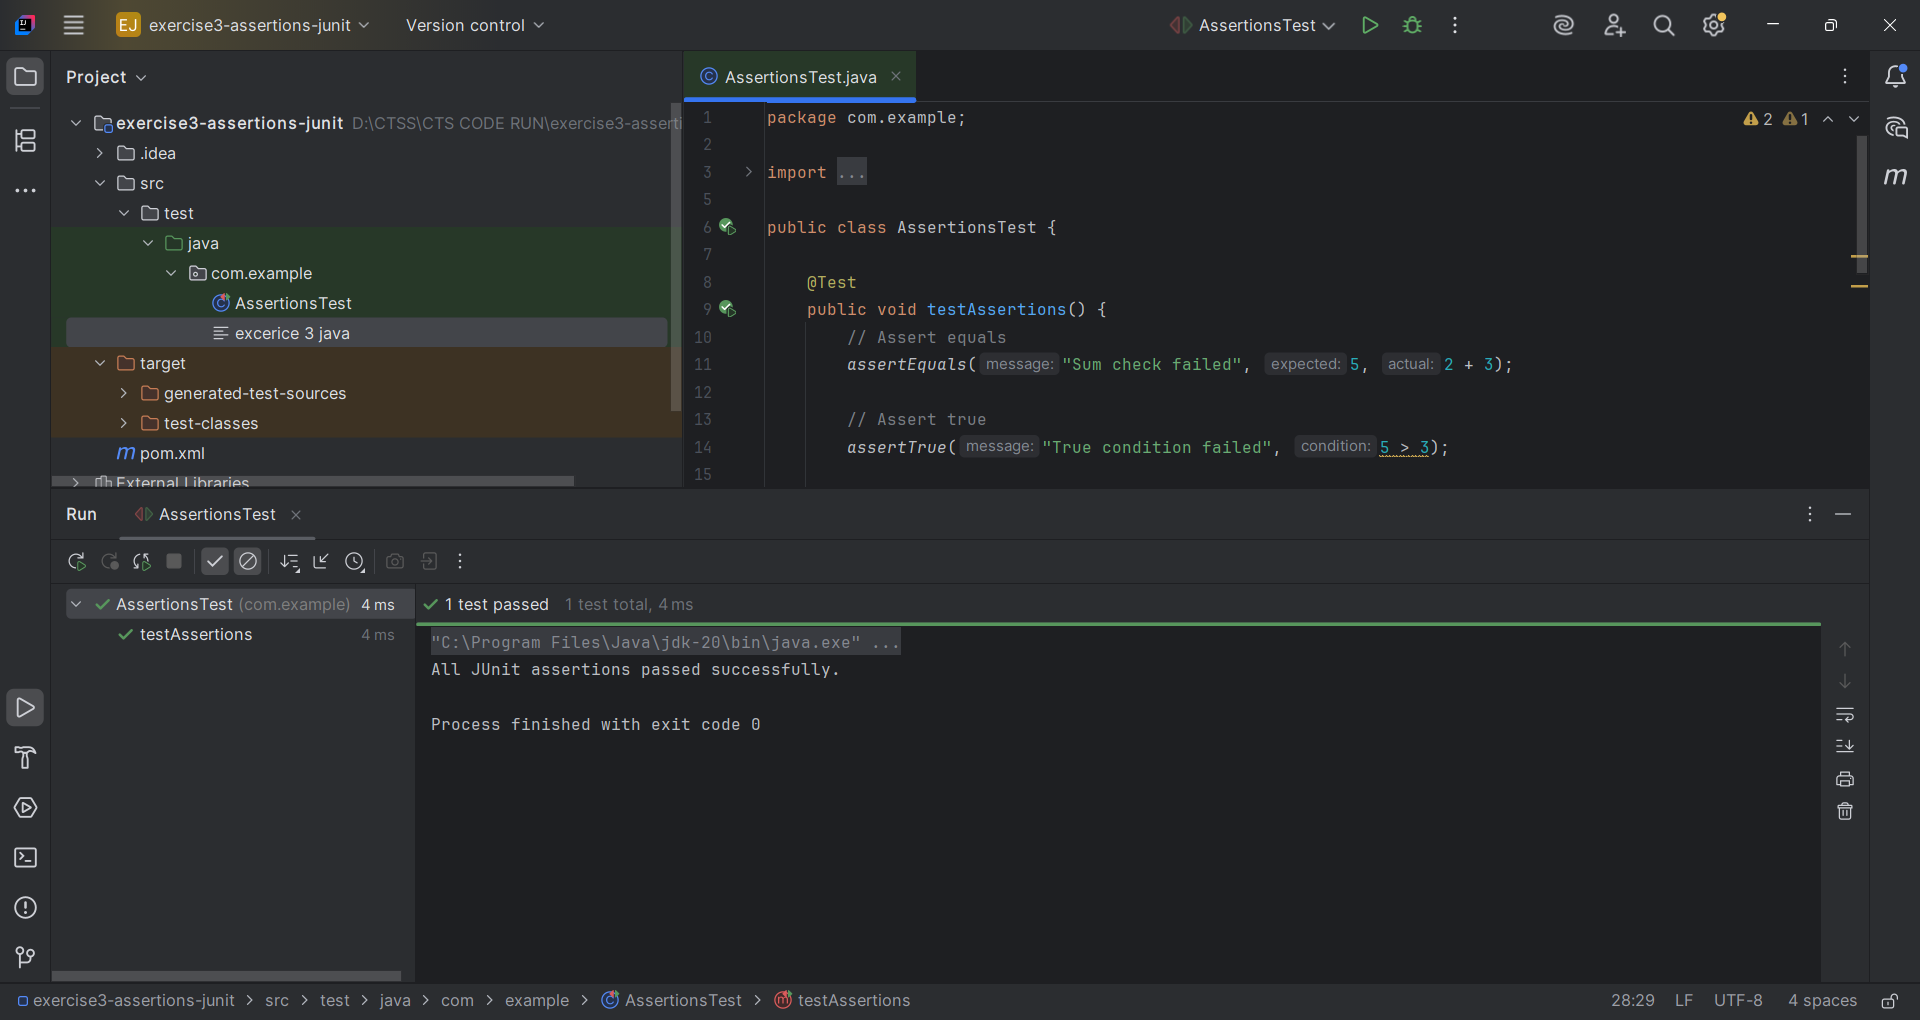 EJ exercise3-assertions-junit Version control AssertionsTest
Project
exercise3-assertions-junit D:\CTSS\CTS CODE RUN\exercise3-asserti
.idea
src
test
java
com.example
AssertionsTest
excerice 3 java
target
generated-test-sources
test-classes
m pom.xml
External Libraries
AssertionsTest.java
2 1
1 package com.example;
2
3 import ...
5
6 public class AssertionsTest {
7
8 @Test
9 public void testAssertions() {
10 // Assert equals
11 assertEquals( message: "Sum check failed", expected: 5, actual: 2 + 3);
12
13 // Assert true
14 assertTrue( message: "True condition failed", condition: 5 > 3);
15
m
Run AssertionsTest
AssertionsTest (com.example) 4 ms
testAssertions 4 ms
1 test passed 1 test total, 4 ms
"C:\Program Files\Java\jdk-20\bin\java.exe" ...
All JUnit assertions passed successfully.
Process finished with exit code 0
exercise3-assertions-junit > src > test > java > com > example > AssertionsTest > testAssertions
28:29 LF UTF-8 4 spaces